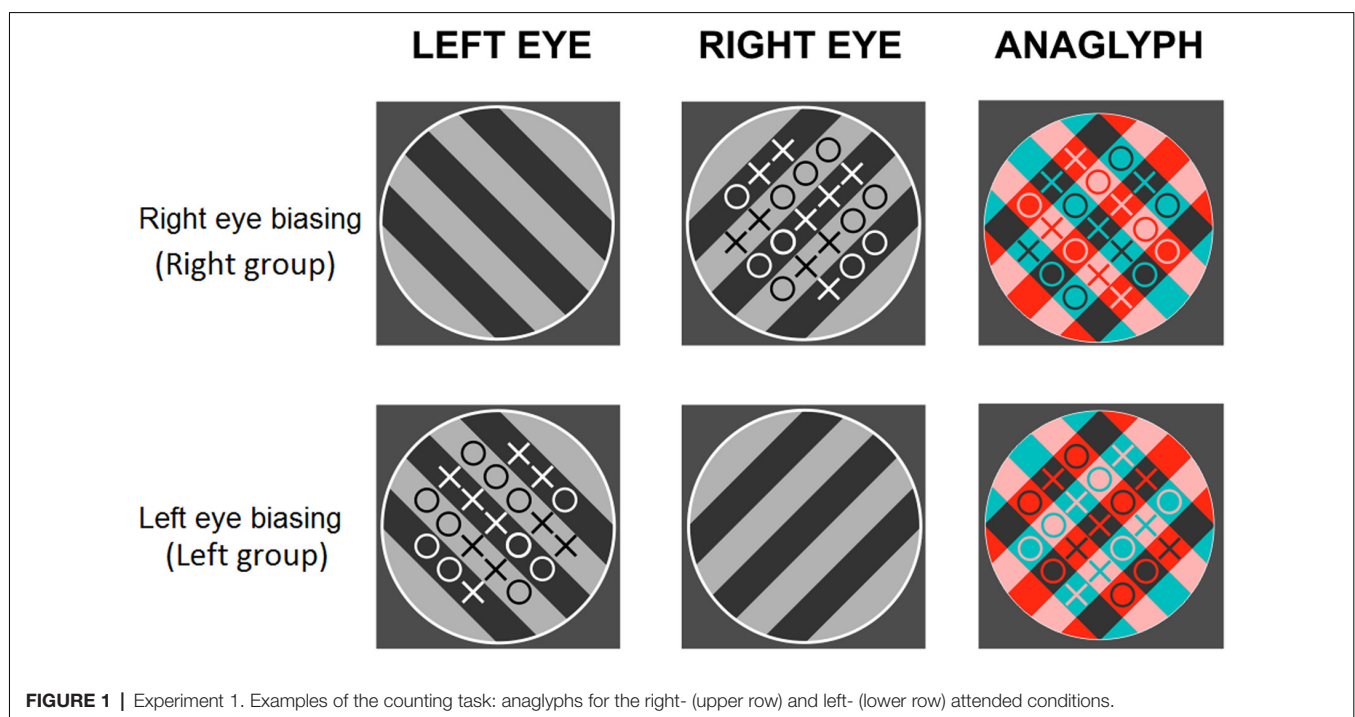 LEFT EYE RIGHT EYE ANAGLYPH
Right eye biasing
(Right group)
Left eye biasing
(Left group)
FIGURE 1 | Experiment 1. Examples of the counting task: anaglyphs for the right- (upper row) and left- (lower row) attended conditions.